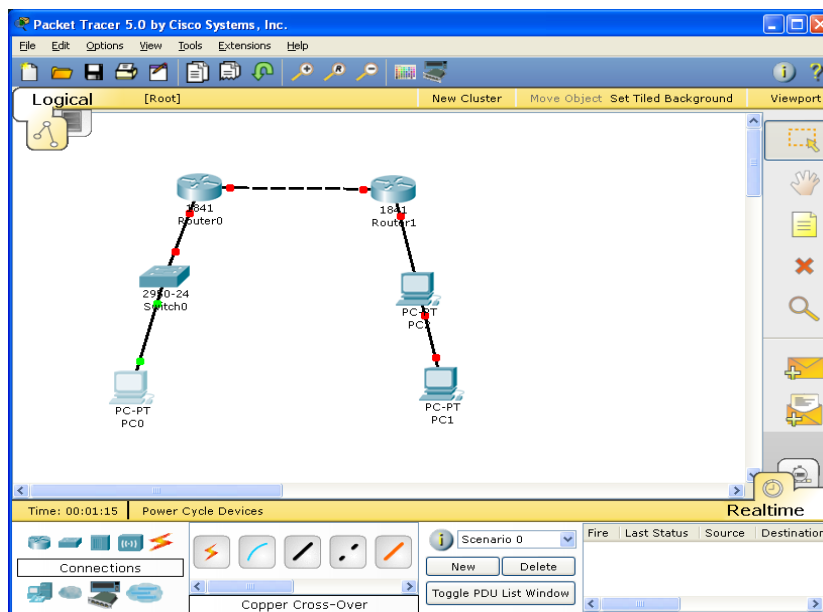 Packet Tracer 5.0 by Cisco Systems, Inc.
File Edit Options View Tools Extensions Help
Logical [Root] New Cluster Move Object Set Tiled Background Viewport
1841
Router0
1841
Router1
2950-24
Switch0
PC-PT
PC2
PC-PT
PC0
PC-PT
PC1
Time: 00:01:15 Power Cycle Devices
Realtime
Connections
Copper Cross-Over
Scenario 0
New Delete
Toggle PDU List Window
Fire Last Status Source Destination